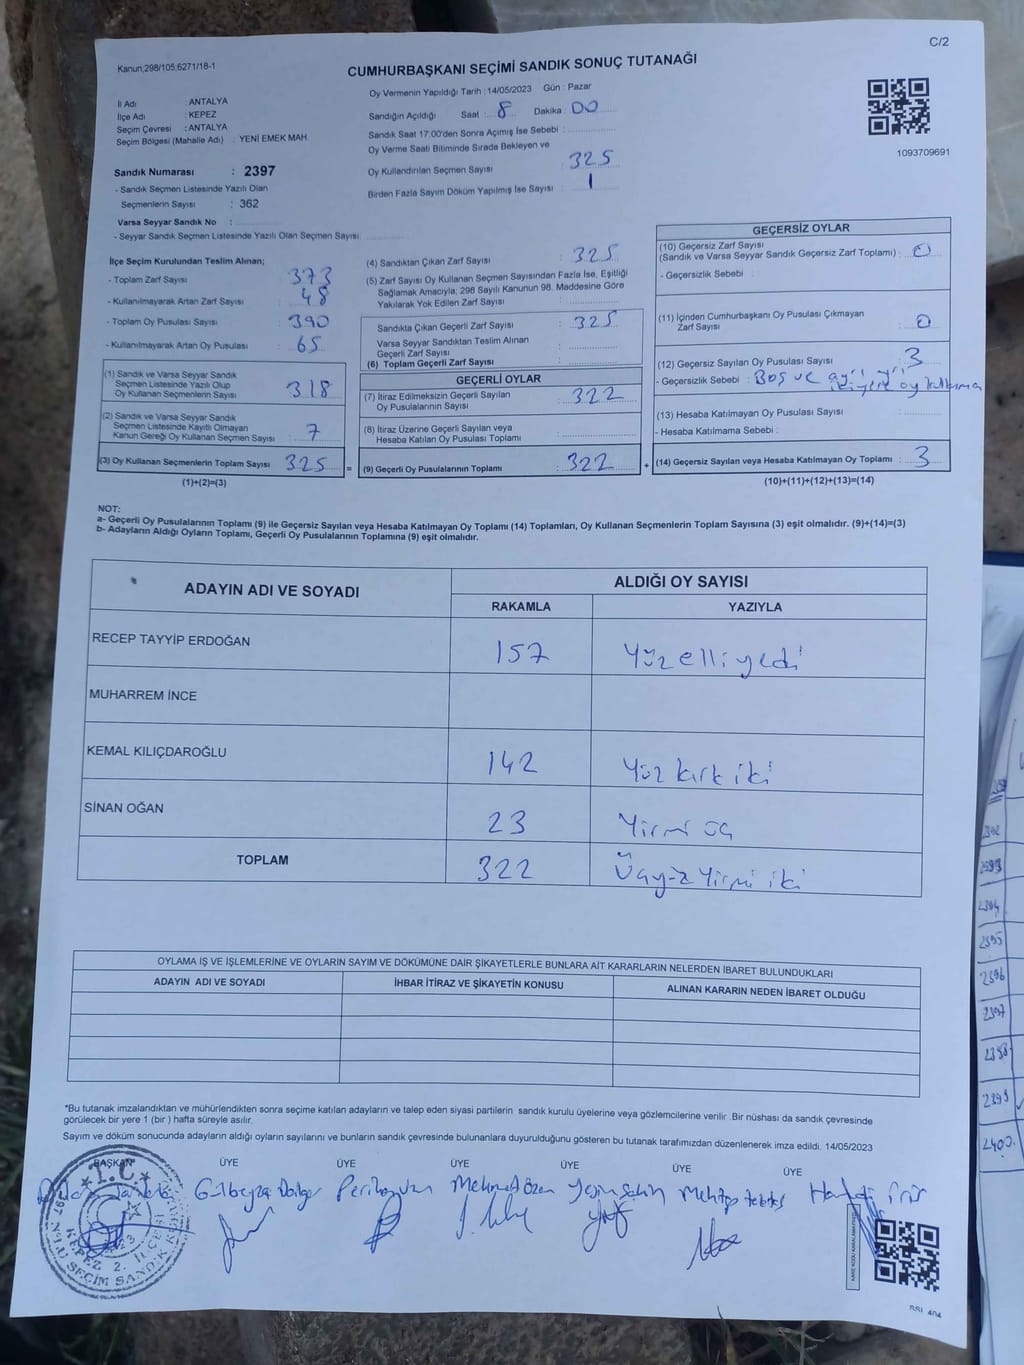 C/2
Kanun,298/105,6271/18-1
CUMHURBAŞKANI SEÇİMİ SANDIK SONUÇ TUTANAĞI
İl Adı : ANTALYA
İlçe Adı : KEPEZ
Seçim Çevresi : ANTALYA
Seçim Bölgesi (Mahalle Adı) : YENİ EMEK MAH.
Sandık Numarası : 2397
- Sandık Seçmen Listesinde Yazılı Olan
Seçmenlerin Sayısı : 362
Varsa Seyyar Sandık No :
- Seyyar Sandık Seçmen Listesinde Yazılı Olan Seçmen Sayısı:
Oy Vermenin Yapıldığı Tarih : 14/05/2023 Gün : Pazar
Sandığın Açıldığı Saat : 8 Dakika : 00
Sandık Saat 17:00'den Sonra Açımış İse Sebebi :
Oy Verme Saati Bitiminde Sırada Bekleyen ve
Oy Kullandırılan Seçmen Sayısı : 325
Birden Fazla Sayım Döküm Yapılmış İse Sayısı : 1
1093709691
İlçe Seçim Kurulundan Teslim Alınan;
- Toplam Zarf Sayısı : 373
- Kullanılmayarak Artan Zarf Sayısı : 48
- Toplam Oy Pusulası Sayısı : 390
- Kullanılmayarak Artan Oy Pusulası : 65
(1) Sandık ve Varsa Seyyar Sandık
Seçmen Listesinde Yazılı Olup
Oy Kullanan Seçmenlerin Sayısı : 318
(2) Sandık ve Varsa Seyyar Sandık
Seçmen Listesinde Kayıtlı Olmayan
Kanun Gereği Oy Kullanan Seçmen Sayısı : 7
(3) Oy Kullanan Seçmenlerin Toplam Sayısı : 325
(1)+(2)=(3)
(4) Sandıktan Çıkan Zarf Sayısı : 325
(5) Zarf Sayısı Oy Kullanan Seçmen Sayısından Fazla İse, Eşitliği
Sağlamak Amacıyla; 298 Sayılı Kanunun 98. Maddesine Göre
Yakılarak Yok Edilen Zarf Sayısı :
Sandıkta Çıkan Geçerli Zarf Sayısı : 325
Varsa Seyyar Sandıktan Teslim Alınan
Geçerli Zarf Sayısı :
(6) Toplam Geçerli Zarf Sayısı :
GEÇERLİ OYLAR
(7) İtiraz Edilmeksizin Geçerli Sayılan
Oy Pusulalarının Sayısı : 322
(8) İtiraz Üzerine Geçerli Sayılan veya
Hesaba Katılan Oy Pusulası Toplamı :
= (9) Geçerli Oy Pusulalarının Toplamı : 322
GEÇERSİZ OYLAR
(10) Geçersiz Zarf Sayısı
(Sandık ve Varsa Seyyar Sandık Geçersiz Zarf Toplamı) : 0
- Geçersizlik Sebebi :
(11) İçinden Cumhurbaşkanı Oy Pusulası Çıkmayan
Zarf Sayısı : 0
(12) Geçersiz Sayılan Oy Pusulası Sayısı : 3
- Geçersizlik Sebebi : Boş ve ayrı ayrı
oy kullanma
(13) Hesaba Katılmayan Oy Pusulası Sayısı :
- Hesaba Katılmama Sebebi :
+ (14) Geçersiz Sayılan veya Hesaba Katılmayan Oy Toplamı : 3
(10)+(11)+(12)+(13)=(14)
NOT:
a- Geçerli Oy Pusulalarının Toplamı (9) ile Geçersiz Sayılan veya Hesaba Katılmayan Oy Toplamı (14) Toplamları, Oy Kullanan Seçmenlerin Toplam Sayısına (3) eşit olmalıdır. (9)+(14)=(3)
b- Adayların Aldığı Oyların Toplamı, Geçerli Oy Pusulalarının Toplamına (9) eşit olmalıdır.
ADAYIN ADI VE SOYADI ALDIĞI OY SAYISI
RAKAMLA YAZIYLA
RECEP TAYYİP ERDOĞAN 157 Yüz elli yedi
MUHARREM İNCE
KEMAL KILIÇDAROĞLU 142 Yüz kırk iki
SİNAN OĞAN 23 Yirmi üç
TOPLAM 322 Üçyüz Yirmi iki
OYLAMA İŞ VE İŞLEMLERİNE VE OYLARIN SAYIM VE DÖKÜMÜNE DAİR ŞİKAYETLERLE BUNLARA AİT KARARLARIN NELERDEN İBARET BULUNDUKLARI
ADAYIN ADI VE SOYADI İHBAR İTİRAZ VE ŞİKAYETİN KONUSU ALINAN KARARIN NEDEN İBARET OLDUĞU
*Bu tutanak imzalandıktan ve mühürlendikten sonra seçime katılan adayların ve talep eden siyasi partilerin sandık kurulu üyelerine veya gözlemcilerine verilir .Bir nüshası da sandık çevresinde
görülecek bir yere 1 (bir ) hafta süreyle asılır.
Sayım ve döküm sonucunda adayların aldığı oyların sayılarını ve bunların sandık çevresinde bulunanlara duyurulduğunu gösteren bu tutanak tarafımızdan düzenlenerek imza edildi. 14/05/2023
BAŞKAN ÜYE ÜYE ÜYE ÜYE ÜYE ÜYE
Mehmet Özen Yeşim Şahin
T.C.
KEPEZ 2. İLÇE SEÇİM SANDIK
BSI 404
2393
2394
2395
2396
2397
2398
2399
2400